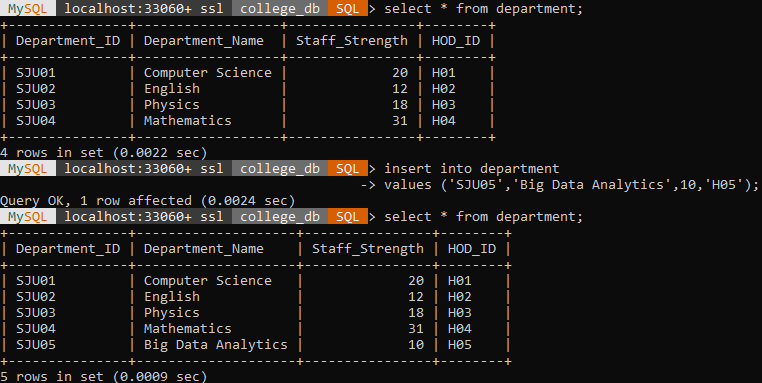 MySQL localhost:33060+ ssl college_db SQL > select * from department;
+---------------+------------------+----------------+--------+
| Department_ID | Department_Name  | Staff_Strength | HOD_ID |
+---------------+------------------+----------------+--------+
| SJU01         | Computer Science |             20 | H01    |
| SJU02         | English          |             12 | H02    |
| SJU03         | Physics          |             18 | H03    |
| SJU04         | Mathematics      |             31 | H04    |
+---------------+------------------+----------------+--------+
4 rows in set (0.0022 sec)
MySQL localhost:33060+ ssl college_db SQL > insert into department
-> values ('SJU05','Big Data Analytics',10,'H05');
Query OK, 1 row affected (0.0024 sec)
MySQL localhost:33060+ ssl college_db SQL > select * from department;
+---------------+--------------------+----------------+--------+
| Department_ID | Department_Name    | Staff_Strength | HOD_ID |
+---------------+--------------------+----------------+--------+
| SJU01         | Computer Science   |             20 | H01    |
| SJU02         | English            |             12 | H02    |
| SJU03         | Physics            |             18 | H03    |
| SJU04         | Mathematics        |             31 | H04    |
| SJU05         | Big Data Analytics |             10 | H05    |
+---------------+--------------------+----------------+--------+
5 rows in set (0.0009 sec)